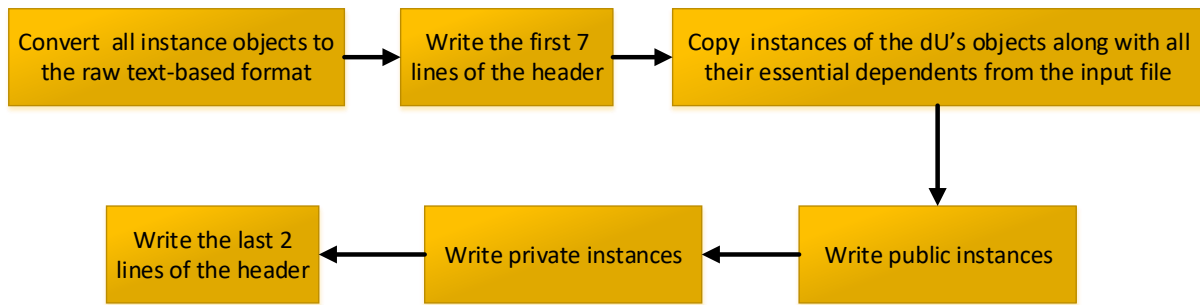 Convert all instance objects to
the raw text-based format
Write the first 7
lines of the header
Copy instances of the dU's objects along with all
their essential dependents from the input file
Write public instances
Write private instances
Write the last 2
lines of the header